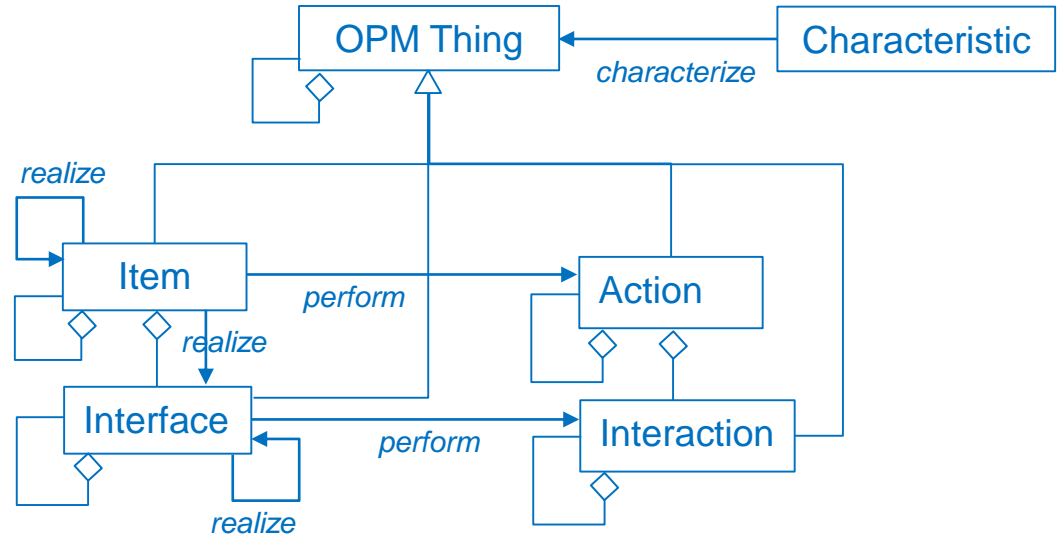 OPM Thing
Characteristic
characterize
realize
Item
perform
Action
realize
Interface
perform
Interaction
realize